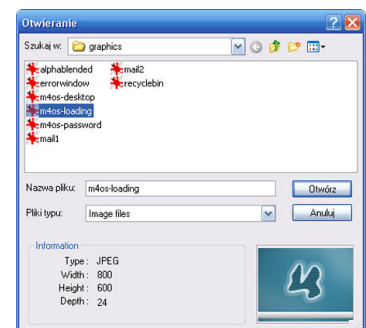 Otwieranie
Szukaj w: graphics
alphablended mail2
errorwindow recyclebin
m4os-desktop
m4os-loading
m4os-password
mail1
Nazwa pliku: m4os-loading Otwórz
Pliki typu: Image files Anuluj
Information
Type: JPEG
Width: 800
Height: 600
Depth: 24